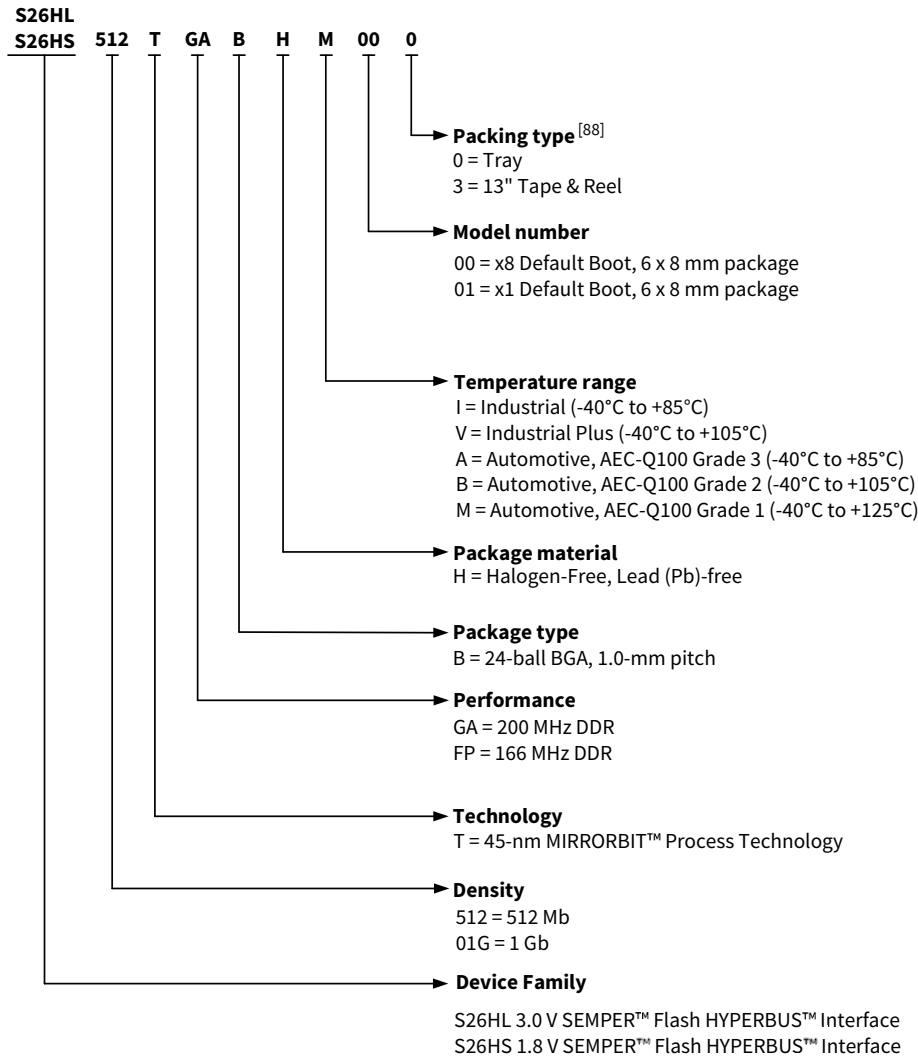 S26HL
S26HS 512 T GA B H M 00 0
Packing type [88]
0 = Tray
3 = 13" Tape & Reel
Model number
00 = x8 Default Boot, 6 x 8 mm package
01 = x1 Default Boot, 6 x 8 mm package
Temperature range
I = Industrial (-40°C to +85°C)
V = Industrial Plus (-40°C to +105°C)
A = Automotive, AEC-Q100 Grade 3 (-40°C to +85°C)
B = Automotive, AEC-Q100 Grade 2 (-40°C to +105°C)
M = Automotive, AEC-Q100 Grade 1 (-40°C to +125°C)
Package material
H = Halogen-Free, Lead (Pb)-free
Package type
B = 24-ball BGA, 1.0-mm pitch
Performance
GA = 200 MHz DDR
FP = 166 MHz DDR
Technology
T = 45-nm MIRRORBIT™ Process Technology
Density
512 = 512 Mb
01G = 1 Gb
Device Family
S26HL 3.0 V SEMPER™ Flash HYPERBUS™ Interface
S26HS 1.8 V SEMPER™ Flash HYPERBUS™ Interface